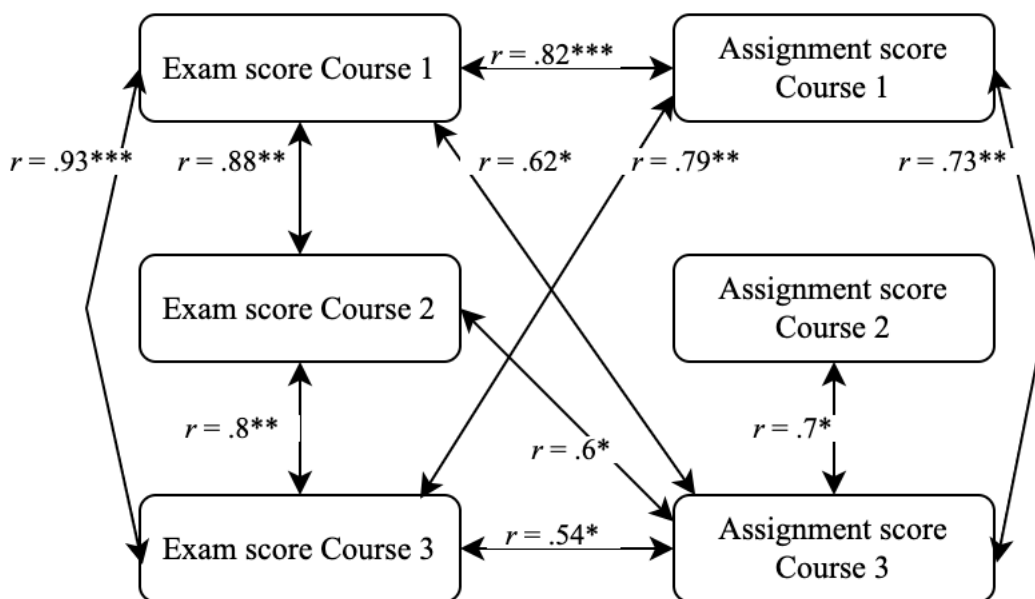 Exam score Course 1
r = .82***
Assignment score
Course 1
r = .93***
r = .88**
r = .62*
r = .79**
r = .73**
Exam score Course 2
Assignment score
Course 2
r = .8**
r = .6*
r = .7*
Exam score Course 3
r = .54*
Assignment score
Course 3